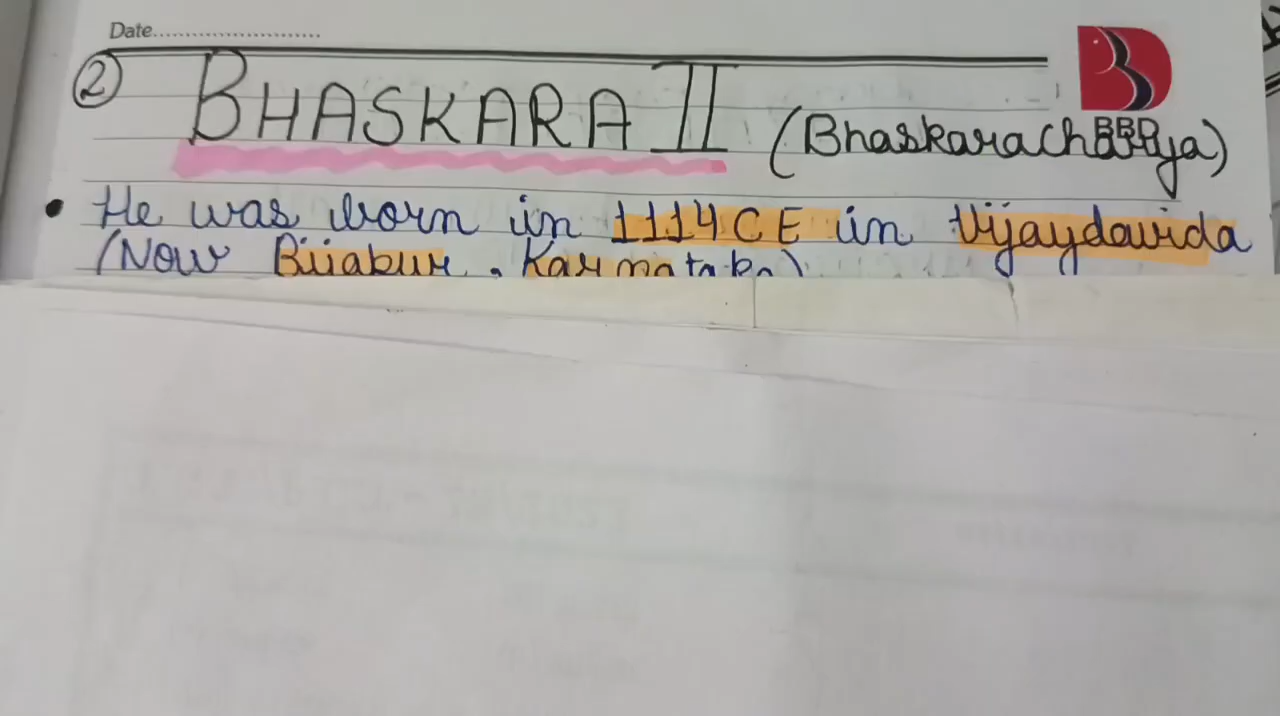 Date........................
② BHASKARA II (Bhaskaracharya)
• He was born in 1114 CE in Vijaydavida
(Now Bijapur, Karnataka)